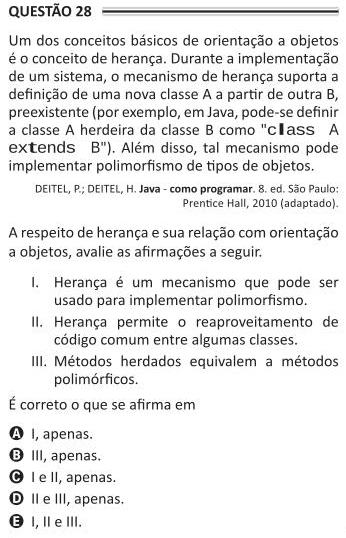 QUESTÃO 28
Um dos conceitos básicos de orientação a objetos
é o conceito de herança. Durante a implementação
de um sistema, o mecanismo de herança suporta a
definição de uma nova classe A a partir de outra B,
preexistente (por exemplo, em Java, pode-se definir
a classe A herdeira da classe B como "class A
extends B"). Além disso, tal mecanismo pode
implementar polimorfismo de tipos de objetos.
DEITEL, P.; DEITEL, H. Java - como programar. 8. ed. São Paulo:
Prentice Hall, 2010 (adaptado).
A respeito de herança e sua relação com orientação
a objetos, avalie as afirmações a seguir.
I. Herança é um mecanismo que pode ser
usado para implementar polimorfismo.
II. Herança permite o reaproveitamento de
código comum entre algumas classes.
III. Métodos herdados equivalem a métodos
polimórficos.
É correto o que se afirma em
A I, apenas.
B III, apenas.
C I e II, apenas.
D II e III, apenas.
E I, II e III.